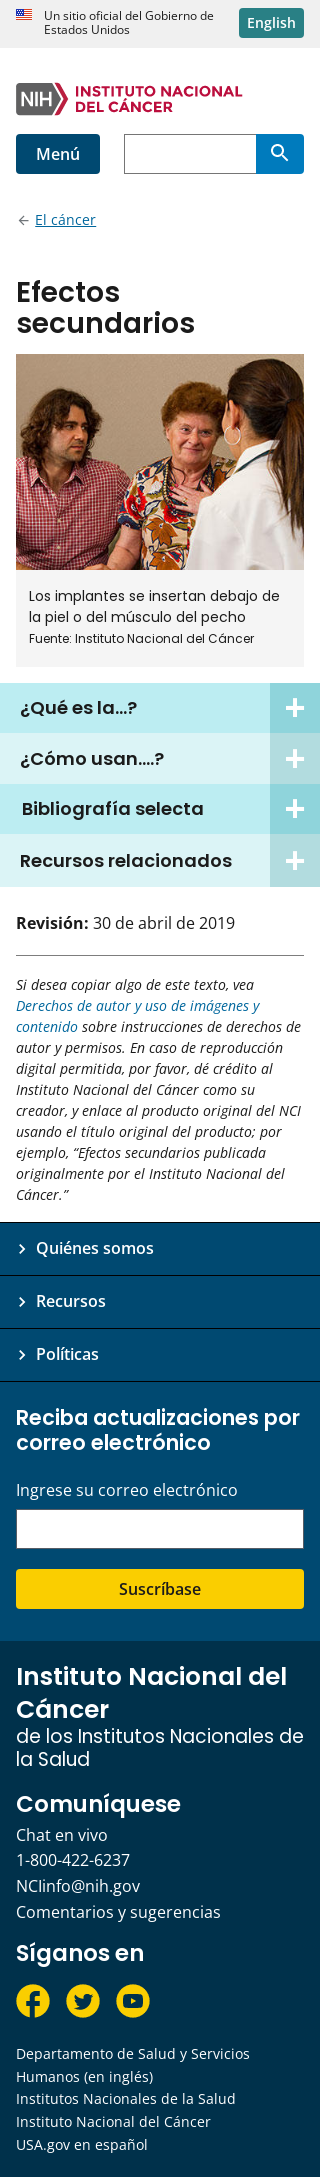 Un sitio oficial del Gobierno de
Estados Unidos
English
NIH
INSTITUTO NACIONAL
DEL CÁNCER
Menú
El cáncer
Efectos
secundarios
Los implantes se insertan debajo de
la piel o del músculo del pecho
Fuente: Instituto Nacional del Cáncer
¿Qué es la...?
¿Cómo usan....?
Bibliografía selecta
Recursos relacionados
Revisión: 30 de abril de 2019
Si desea copiar algo de este texto, vea
Derechos de autor y uso de imágenes y
contenido sobre instrucciones de derechos de
autor y permisos. En caso de reproducción
digital permitida, por favor, dé crédito al
Instituto Nacional del Cáncer como su
creador, y enlace al producto original del NCI
usando el título original del producto; por
ejemplo, “Efectos secundarios publicada
originalmente por el Instituto Nacional del
Cáncer.”
Quiénes somos
Recursos
Políticas
Reciba actualizaciones por
correo electrónico
Ingrese su correo electrónico
Suscríbase
Instituto Nacional del
Cáncer
de los Institutos Nacionales de
la Salud
Comuníquese
Chat en vivo
1-800-422-6237
NCIinfo@nih.gov
Comentarios y sugerencias
Síganos en
Departamento de Salud y Servicios
Humanos (en inglés)
Institutos Nacionales de la Salud
Instituto Nacional del Cáncer
USA.gov en español